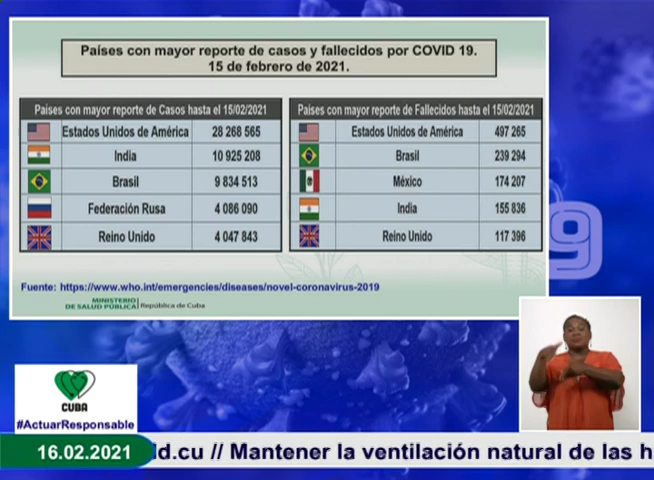 Países con mayor reporte de casos y fallecidos por COVID 19.
15 de febrero de 2021.
Países con mayor reporte de Casos hasta el 15/02/2021
Estados Unidos de América 28 268 565
India 10 925 208
Brasil 9 834 513
Federación Rusa 4 086 090
Reino Unido 4 047 843
Países con mayor reporte de Fallecidos hasta el 15/02/2021
Estados Unidos de América 497 265
Brasil 239 294
México 174 207
India 155 836
Reino Unido 117 396
Fuente: https://www.who.int/emergencies/diseases/novel-coronavirus-2019
MINISTERIO
DE SALUD PÚBLICA República de Cuba
9
CUBA
#ActuarResponsable
16.02.2021 ld.cu // Mantener la ventilación natural de las h